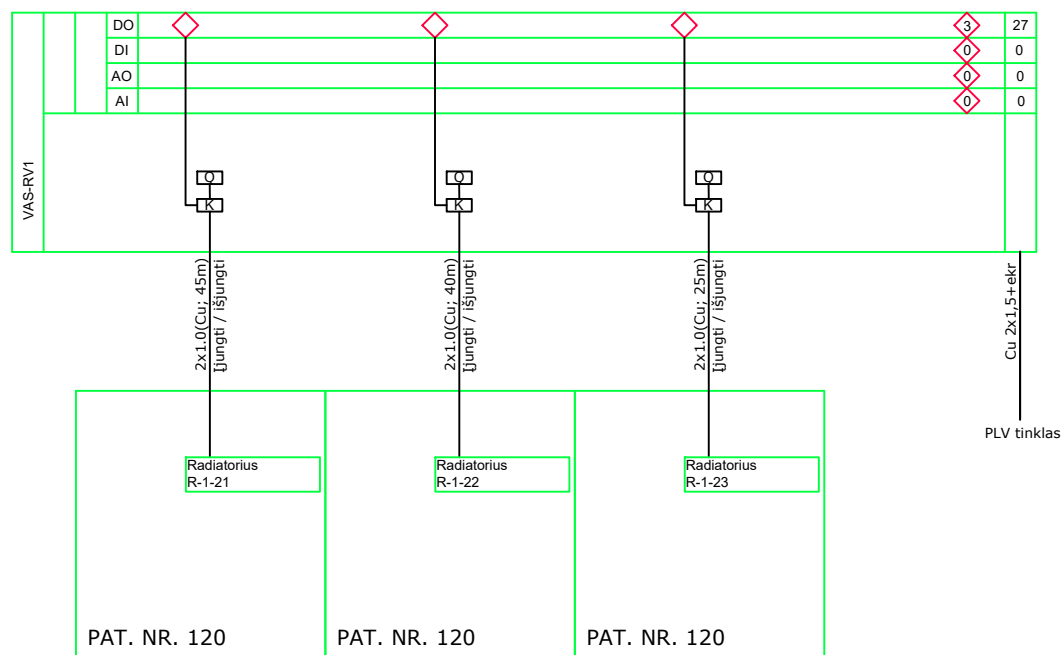 DO 3 27
DI 0 0
AO 0 0
AI 0 0
VAS-RV1
Q Q Q
K K K
2x1.0(Cu; 45m)
Įjungti / išjungti
2x1.0(Cu; 40m)
Įjungti / išjungti
2x1.0(Cu; 25m)
Įjungti / išjungti
Cu 2x1,5+ekr
PLV tinklas
Radiatorius
R-1-21
Radiatorius
R-1-22
Radiatorius
R-1-23
PAT. NR. 120
PAT. NR. 120
PAT. NR. 120